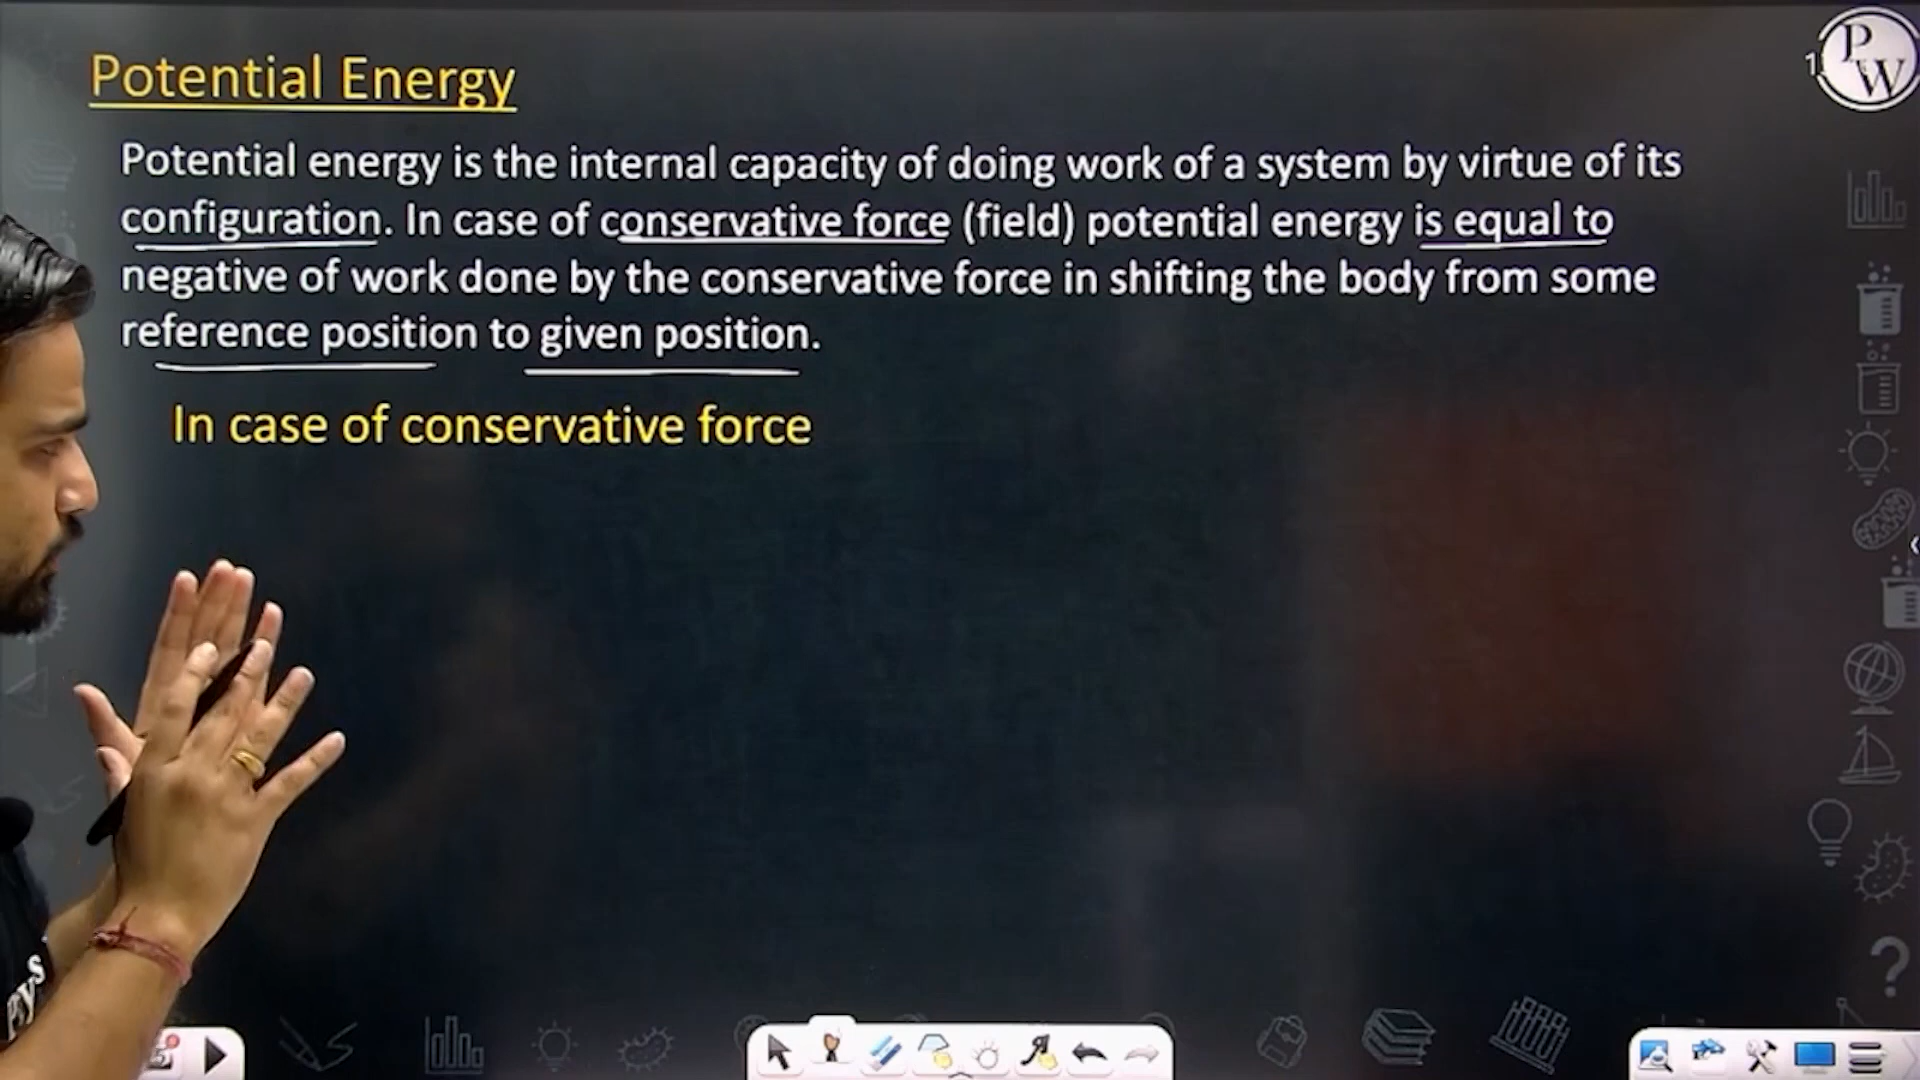 PW
Potential Energy
Potential energy is the internal capacity of doing work of a system by virtue of its
configuration. In case of conservative force (field) potential energy is equal to
negative of work done by the conservative force in shifting the body from some
reference position to given position.
In case of conservative force
?